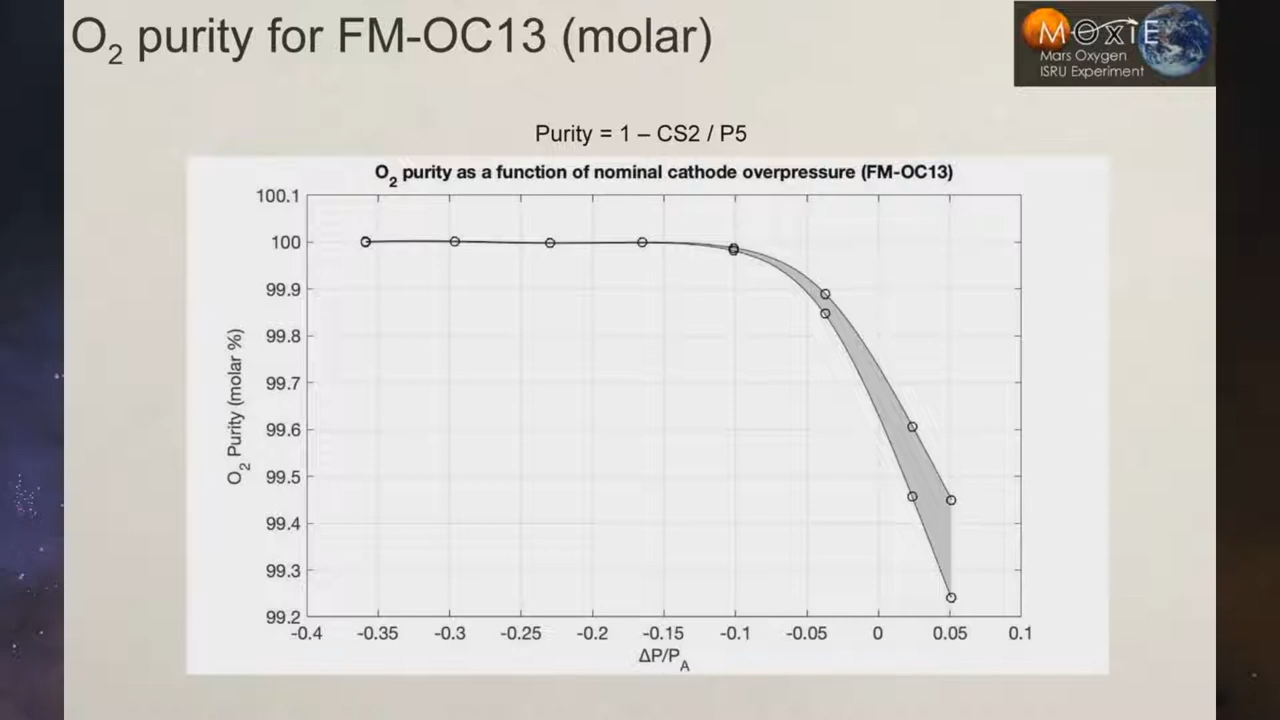 O2 purity for FM-OC13 (molar)
MOXIE
Mars Oxygen
ISRU Experiment
Purity = 1 – CS2 / P5
O2 purity as a function of nominal cathode overpressure (FM-OC13)
100.1
100
99.9
99.8
99.7
99.6
99.5
99.4
99.3
99.2
O2 Purity (molar %)
-0.4 -0.35 -0.3 -0.25 -0.2 -0.15 -0.1 -0.05 0 0.05 0.1
ΔP/PA